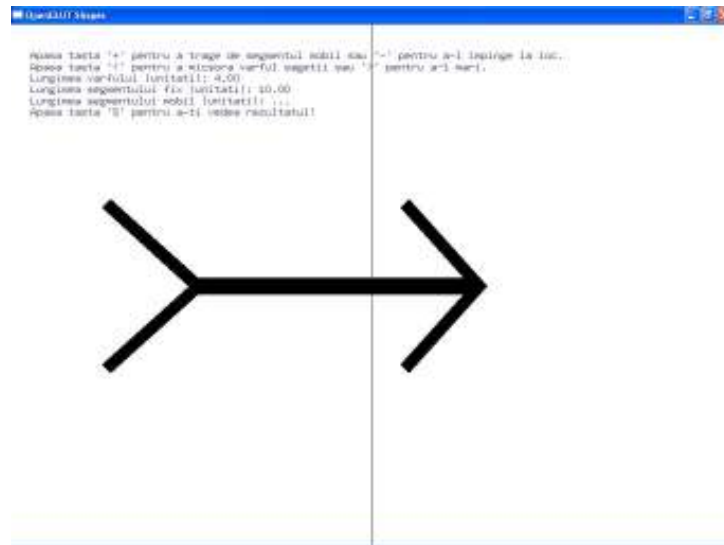 OpenGLUT Shapes
Apasa tasta '+' pentru a trage de segmentul mobil sau '-' pentru a-l impinge la loc.
Apasa tasta '<' pentru a micsora varful sagetii sau '>' pentru a-l mari.
Lungimea varfului (unitati): 4.00
Lungimea segmentului fix (unitati): 10.00
Lungimea segmentului mobil (unitati): ...
Apasa tasta 'S' pentru a-ti vedea rezultatul!